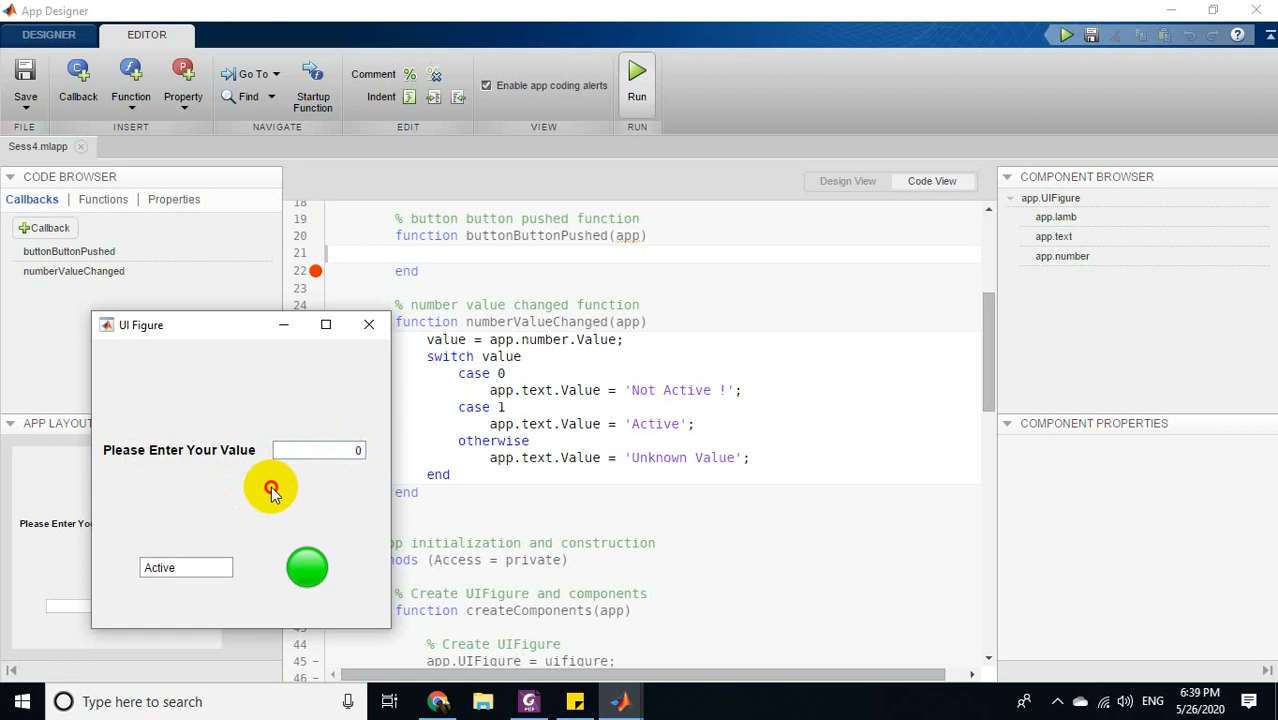 App Designer
DESIGNER
EDITOR
Save
Callback
Function
Property
Go To
Find
Startup
Function
Comment
Indent
Enable app coding alerts
Run
FILE
INSERT
NAVIGATE
EDIT
VIEW
RUN
Sess4.mlapp
CODE BROWSER
Callbacks
Functions
Properties
Callback
buttonButtonPushed
numberValueChanged
APP LAYOU
Please Enter Yo
Design View
Code View
18
19 % button button pushed function
20 function buttonButtonPushed(app)
21
22 end
23
24 % number value changed function
function numberValueChanged(app)
value = app.number.Value;
switch value
case 0
app.text.Value = 'Not Active !';
case 1
app.text.Value = 'Active';
otherwise
app.text.Value = 'Unknown Value';
end
end
pp initialization and construction
ods (Access = private)
% Create UIFigure and components
function createComponents(app)
44 % Create UIFigure
45 app.UIFigure = uifigure;
46
UI Figure
Please Enter Your Value
0
Active
COMPONENT BROWSER
app.UIFigure
app.lamb
app.text
app.number
COMPONENT PROPERTIES
Type here to search
ENG
6:39 PM
5/26/2020